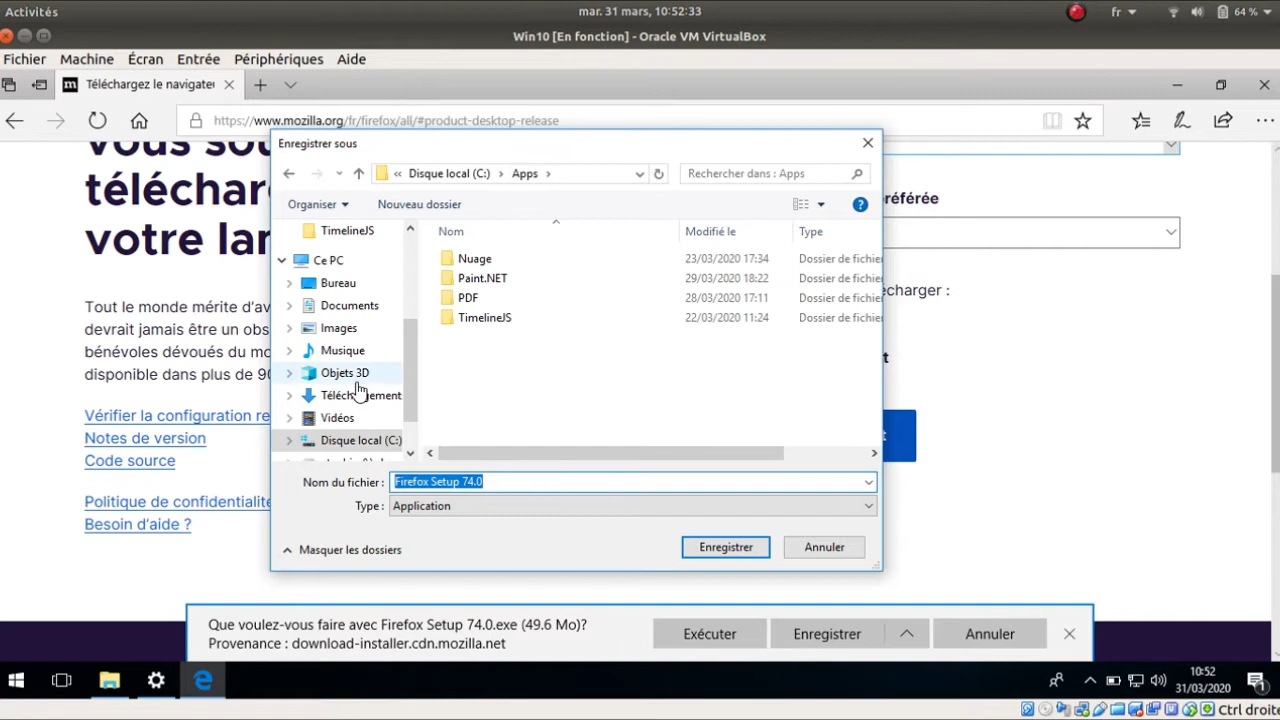 Activités
mar. 31 mars, 10:52:33
fr
64 %
Win10 [En fonction] - Oracle VM VirtualBox
Fichier Machine Écran Entrée Périphériques Aide
Téléchargez le navigateu
https://www.mozilla.org/fr/firefox/all/#product-desktop-release
Vous sou
téléchar
votre lan
Tout le monde mérite d'av
devrait jamais être un obs
bénévoles dévoués du mo
disponible dans plus de 90
Vérifier la configuration re
Notes de version
Code source
Politique de confidentialité
Besoin d'aide ?
référée
écharger :
t
t
Enregistrer sous
« Disque local (C:) > Apps >
Rechercher dans : Apps
Organiser
Nouveau dossier
TimelineJS
Ce PC
Bureau
Documents
Images
Musique
Objets 3D
Vidéos
Disque local (C:)
Nom Modifié le Type
Nuage 23/03/2020 17:34 Dossier de fichier
Paint.NET 29/03/2020 18:22 Dossier de fichier
PDF 28/03/2020 17:11 Dossier de fichier
TimelineJS 22/03/2020 11:24 Dossier de fichier
Nom du fichier : Firefox Setup 74.0
Type : Application
Masquer les dossiers
Enregistrer
Annuler
Que voulez-vous faire avec Firefox Setup 74.0.exe (49.6 Mo)?
Provenance : download-installer.cdn.mozilla.net
Exécuter
Enregistrer
Annuler
10:52
31/03/2020
1
Ctrl droite